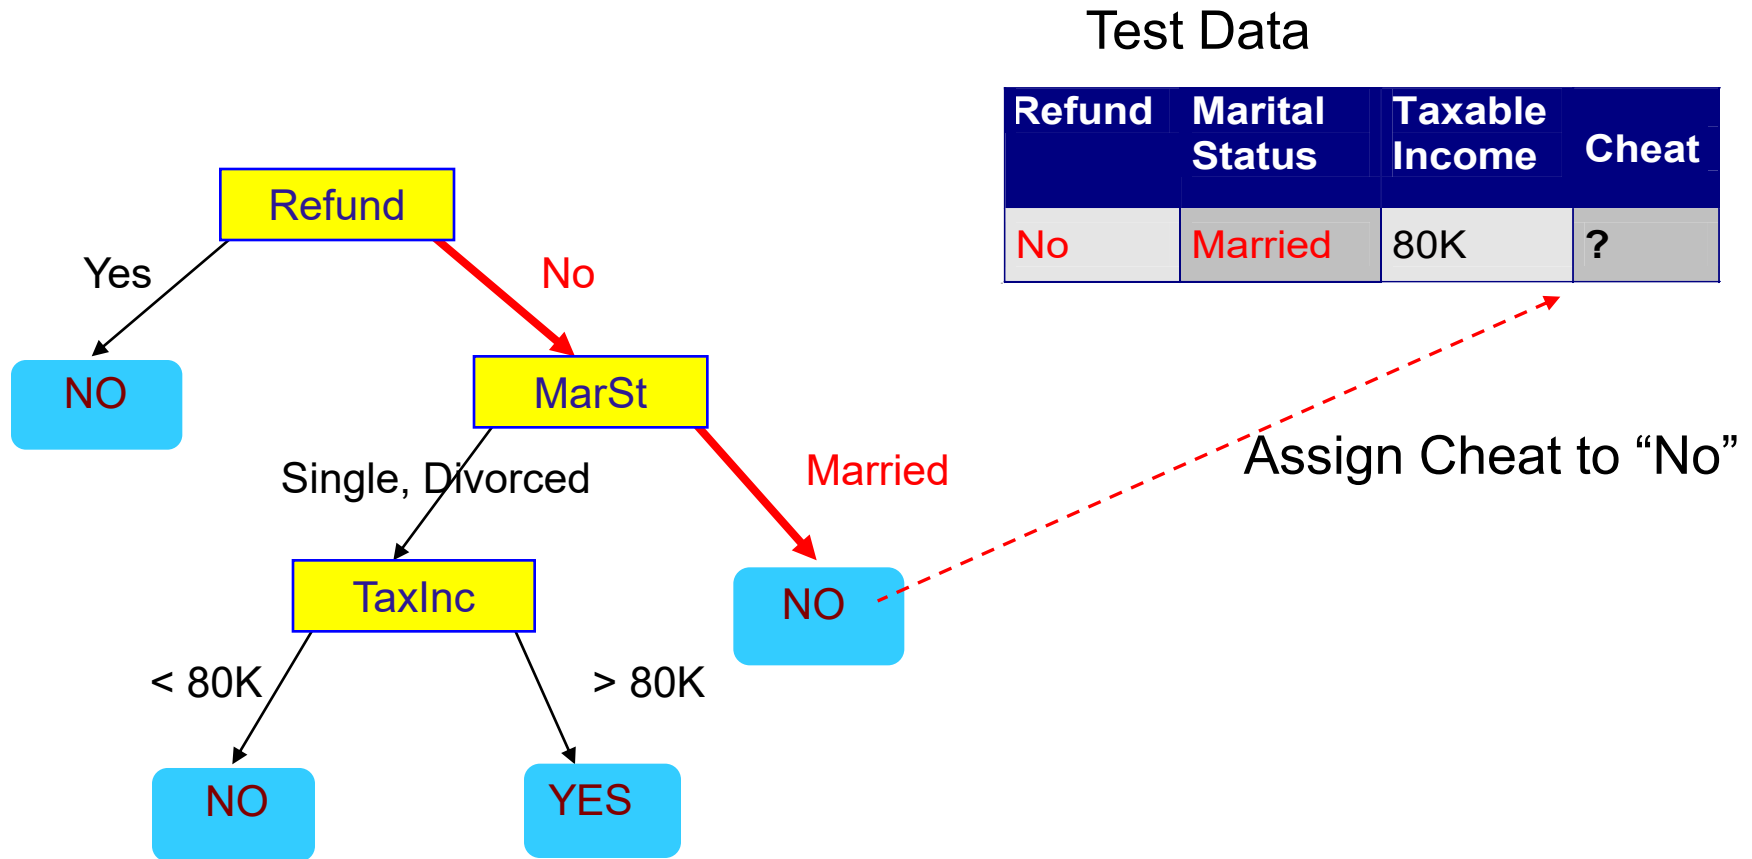 Test Data
Refund
Marital Status
Taxable Income
Cheat
No
Married
80K
?
Refund
Yes
No
NO
MarSt
Single, Divorced
Married
Assign Cheat to “No”
TaxInc
NO
< 80K
> 80K
NO
YES